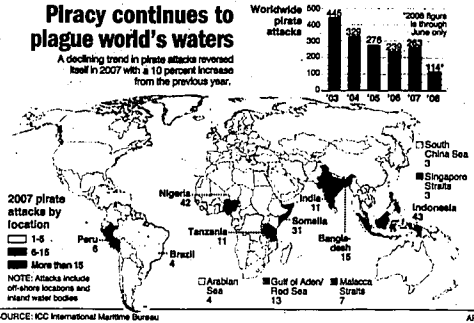 Piracy continues to
plague world's waters
A declining trend in pirate attacks reversed
itself in 2007 with a 10 percent increase
from the previous year.
Worldwide
pirate
attacks
*2008 figure
is through
June only
600
500
400
300
200
100
0
445
329
276
239
263
114*
'03 '04 '05 '06 '07 '08
2007 pirate
attacks by
location
1-5
6-15
More than 15
NOTE: Attacks include
off-shore locations and
inland water bodies
Peru
6
Brazil
4
Nigeria
42
Tanzania
11
Somalia
31
India
11
Bangla-
desh
15
South
China Sea
3
Singapore
Straits
3
Indonesia
43
Arabian
Sea
4
Gulf of Aden/
Red Sea
13
Malacca
Straits
7
SOURCE: ICC International Maritime Bureau